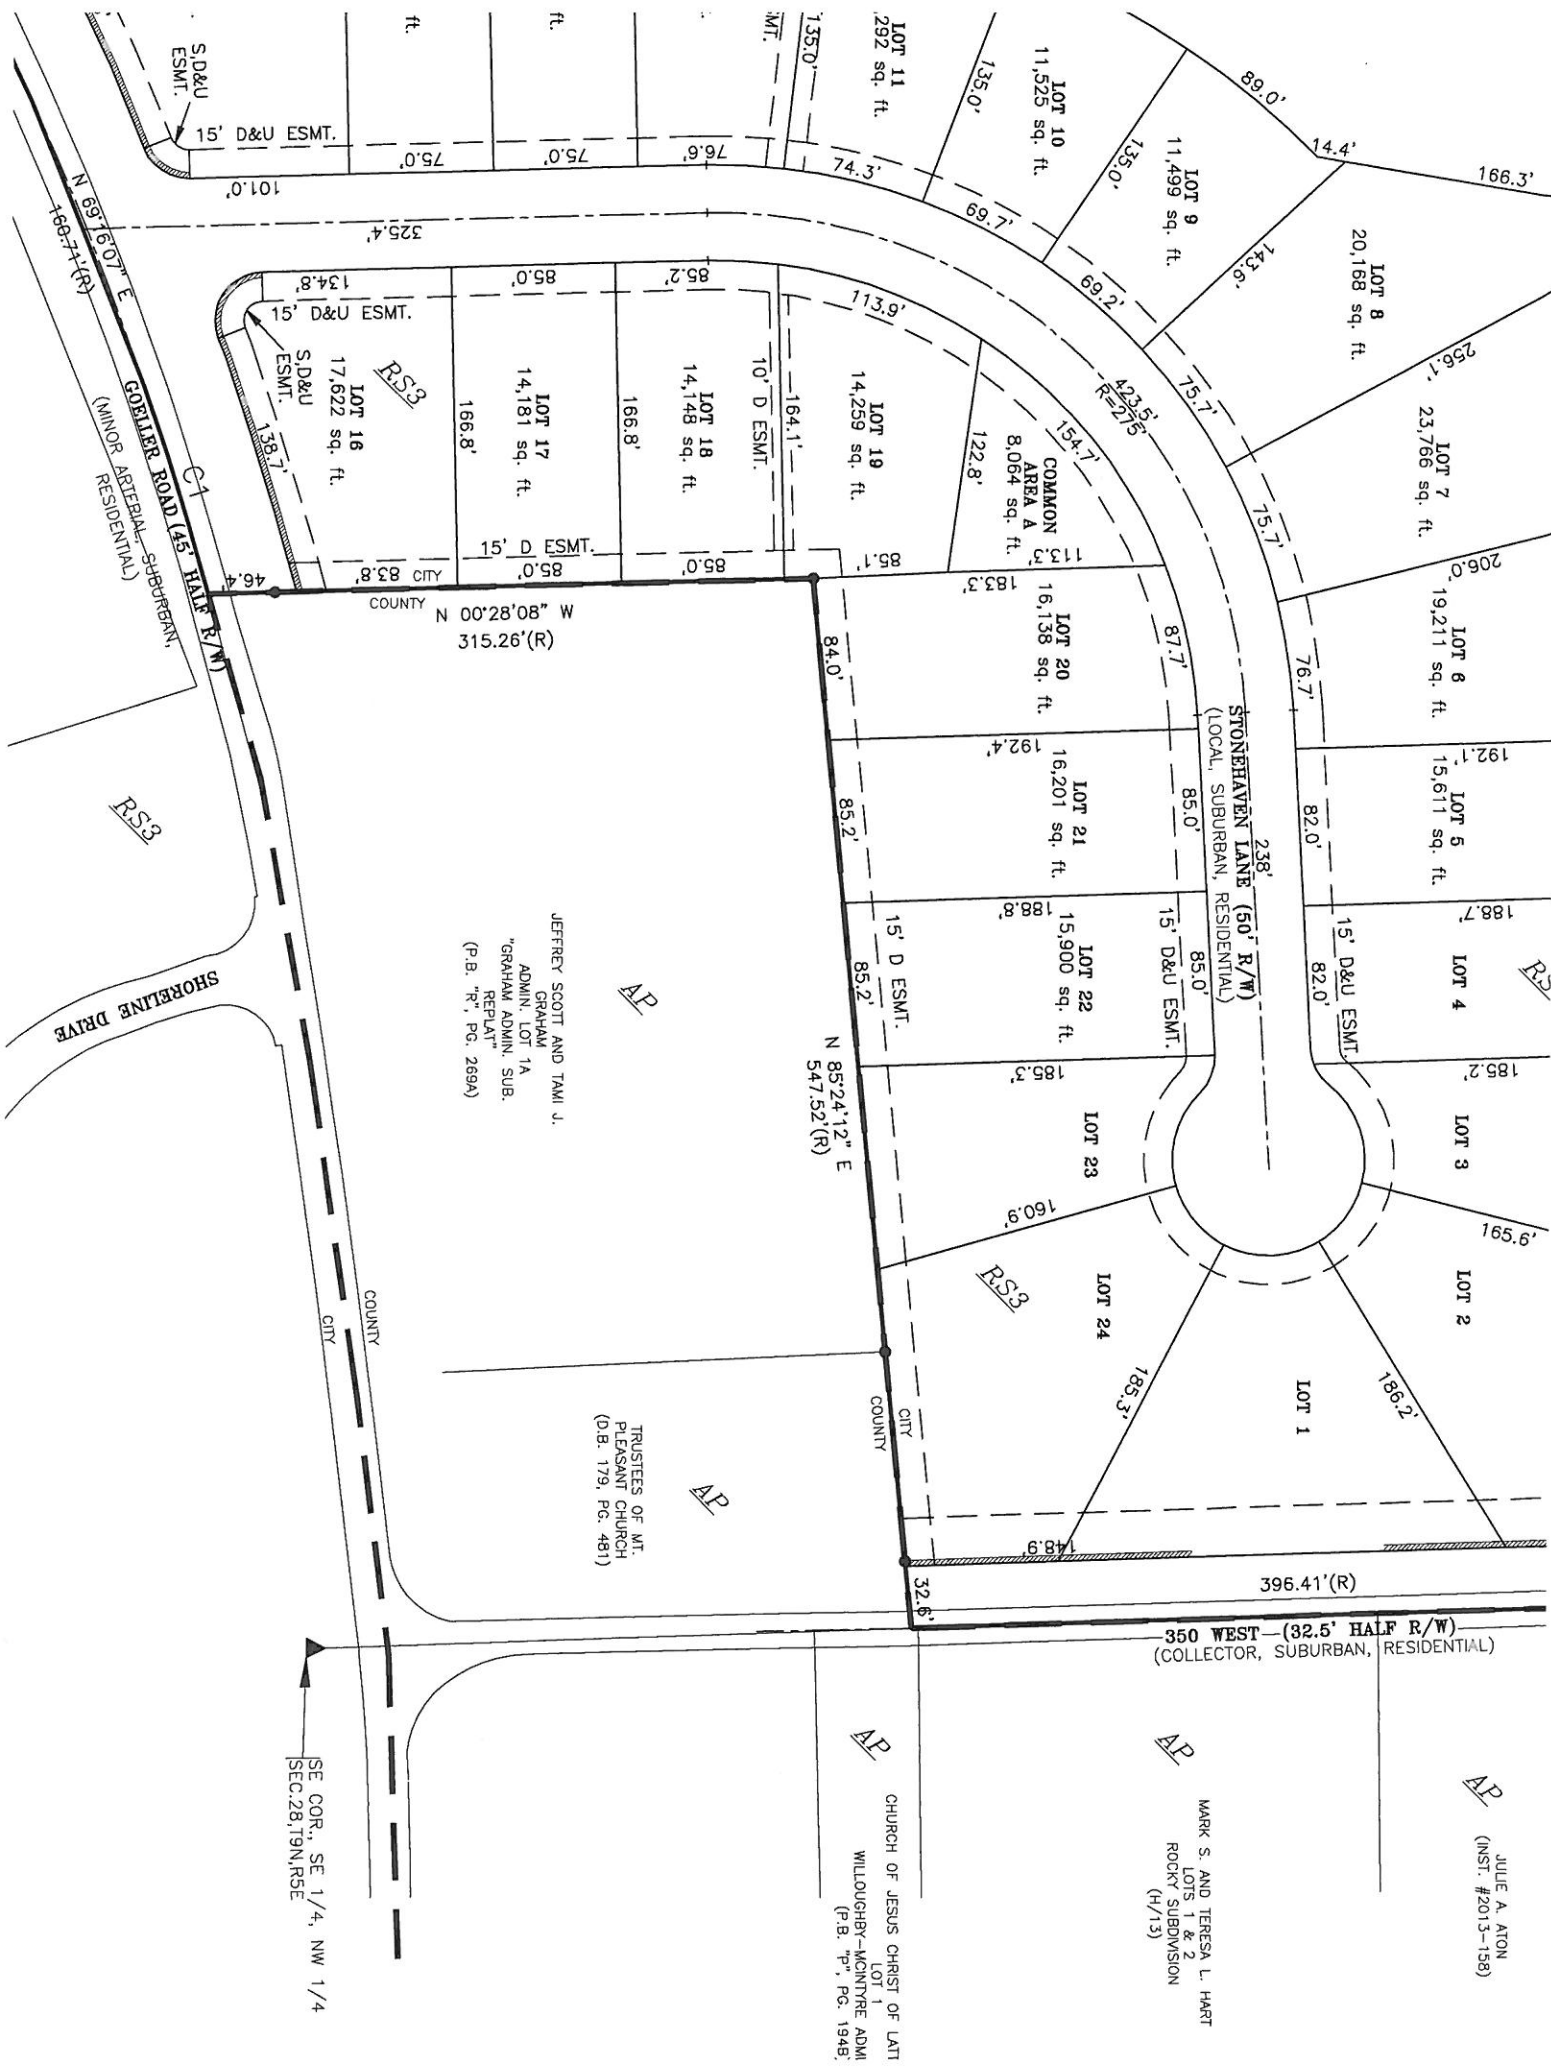 S,D&U
ESMT.
15' D&U ESMT.
ft.
ft.
ft.
SMT.
135.0'
LOT 11
292 sq. ft.
135.0'
LOT 10
11,525 sq. ft.
135.0'
LOT 9
11,499 sq. ft.
89.0'
14.4'
166.3'
143.6'
LOT 8
20,168 sq. ft.
256.1'
LOT 7
23,766 sq. ft.
206.0'
LOT 6
19,211 sq. ft.
192.1'
LOT 5
15,611 sq. ft.
188.7'
LOT 4
185.2'
LOT 3
165.6'
LOT 2
186.2'
LOT 1
185.3'
101.0'
75.0'
75.0'
76.6'
74.3'
69.7'
69.2'
75.7'
75.7'
76.7'
82.0'
82.0'
15' D&U ESMT.
RS
N 69°16'07" E
160.71'(R)
325.4'
423.5'
R=275'
238'
STONEHAVEN LANE (50' R/W)
(LOCAL, SUBURBAN, RESIDENTIAL)
134.8'
85.0'
85.2'
113.9'
154.7'
87.7'
85.0'
85.0'
15' D&U ESMT.
15' D&U ESMT.
S,D&U
ESMT.
LOT 16
17,622 sq. ft.
RS3
138.7'
166.8'
LOT 17
14,181 sq. ft.
166.8'
LOT 18
14,148 sq. ft.
10' D ESMT.
164.1'
LOT 19
14,259 sq. ft.
122.8'
COMMON
AREA A
8,064 sq. ft.
113.3'
183.3'
85.1'
15' D ESMT.
46.4'
83.8'
85.0'
85.0'
CITY
COUNTY
N 00°28'08" W
315.26'(R)
LOT 20
16,138 sq. ft.
192.4'
LOT 21
16,201 sq. ft.
188.8'
LOT 22
15,900 sq. ft.
185.3'
LOT 23
160.9'
RS3
LOT 24
84.0'
85.2'
85.2'
15' D ESMT.
N 85°24'12" E
547.52'(R)
CITY
COUNTY
148.9'
32.6'
396.41'(R)
350 WEST (32.5' HALF R/W)
(COLLECTOR, SUBURBAN, RESIDENTIAL)
C1
GOELLER ROAD (45' HALF R/W)
(MINOR ARTERIAL, SUBURBAN,
RESIDENTIAL)
RS3
SHORELINE DRIVE
AP
JEFFREY SCOTT AND TAMI J.
GRAHAM
ADMIN. LOT 1A
"GRAHAM ADMIN. SUB.
REPLAT"
(P.B. "R", PG. 269A)
COUNTY
CITY
AP
TRUSTEES OF MT.
PLEASANT CHURCH
(D.B. 179, PG. 481)
SE COR., SE 1/4, NW 1/4
SEC.28,T9N,R5E
AP
CHURCH OF JESUS CHRIST OF LATT
LOT 1
WILLOUGHBY-MCINTYRE ADMI
(P.B. "P", PG. 194B,
AP
MARK S. AND TERESA L. HART
LOTS 1 & 2
ROCKY SUBDIVISION
(H/13)
AP
JULIE A. ATON
(INST. #2013-158)